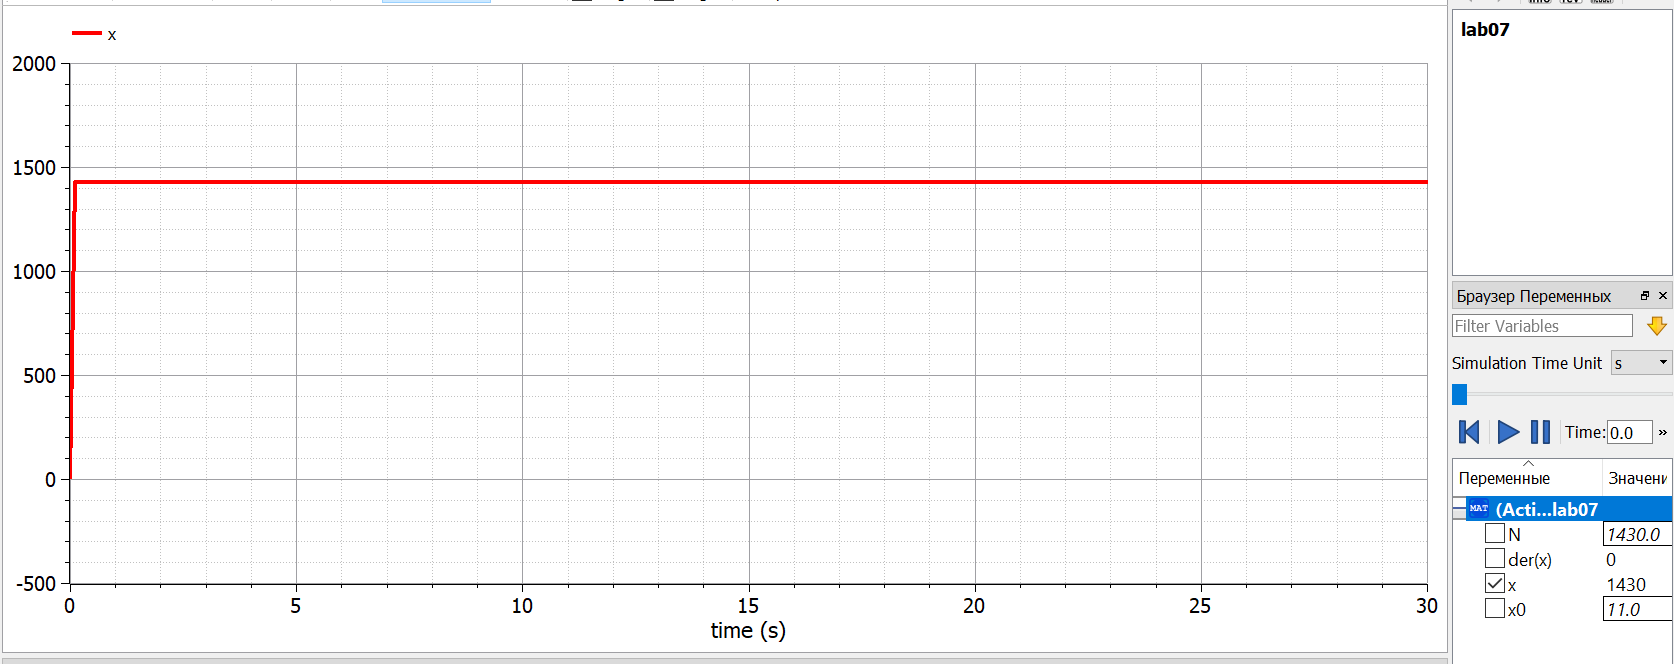 x
2000
1500
1000
500
0
-500
0 5 10 15 20 25 30
time (s)
lab07
Браузер Переменных
Filter Variables
Simulation Time Unit s
Time: 0.0 »
Переменные Значени
MAT (Acti...lab07
N 1430.0
der(x) 0
x 1430
x0 11.0